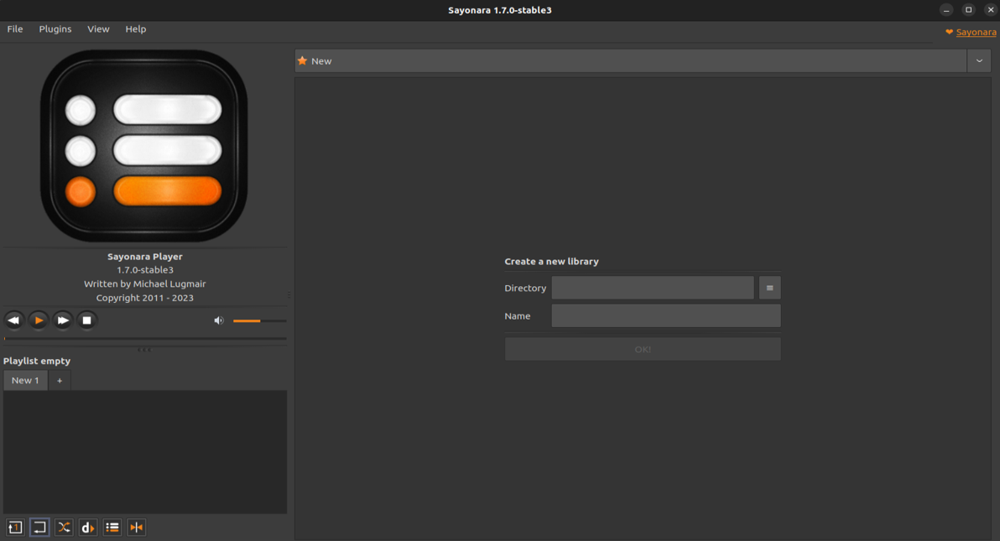 Sayonara 1.7.0-stable3
File Plugins View Help
❤ Sayonara
New
Sayonara Player
1.7.0-stable3
Written by Michael Lugmair
Copyright 2011 - 2023
Create a new library
Directory
Name
OK!
Playlist empty
New 1 +
1
d